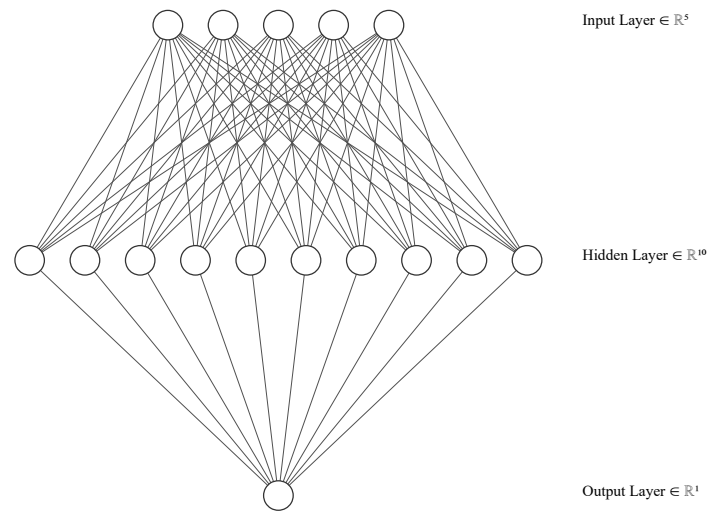 Input Layer ∈ ℝ⁵
Hidden Layer ∈ ℝ¹⁰
Output Layer ∈ ℝ¹